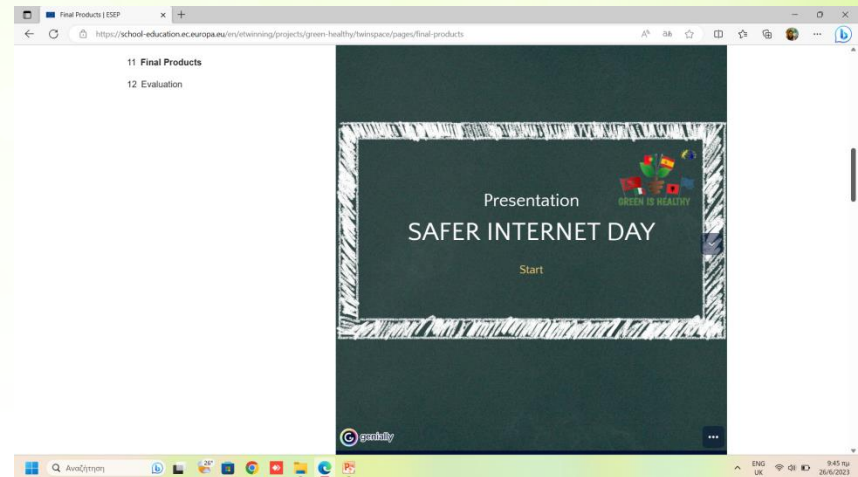 Final Products | ESEP
https://school-education.ec.europa.eu/en/etwinning/projects/green-healthy/twinspace/pages/final-products
11 Final Products
12 Evaluation
GREEN IS HEALTHY
Presentation
SAFER INTERNET DAY
Start
genially
Αναζήτηση
26°
ENG
UK
9:45 πμ
26/6/2023